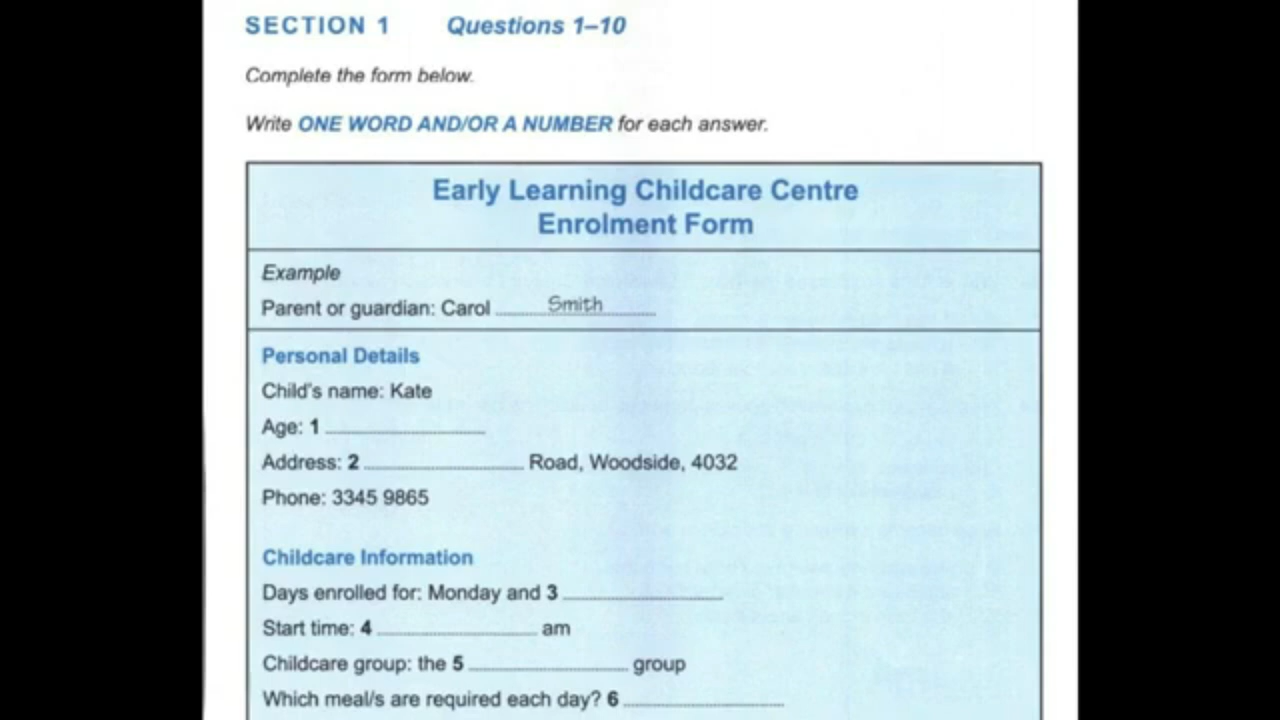 SECTION 1 Questions 1–10
Complete the form below.
Write ONE WORD AND/OR A NUMBER for each answer.
Early Learning Childcare Centre
Enrolment Form
Example
Parent or guardian: Carol Smith
Personal Details
Child's name: Kate
Age: 1
Address: 2 Road, Woodside, 4032
Phone: 3345 9865
Childcare Information
Days enrolled for: Monday and 3
Start time: 4 am
Childcare group: the 5 group
Which meal/s are required each day? 6